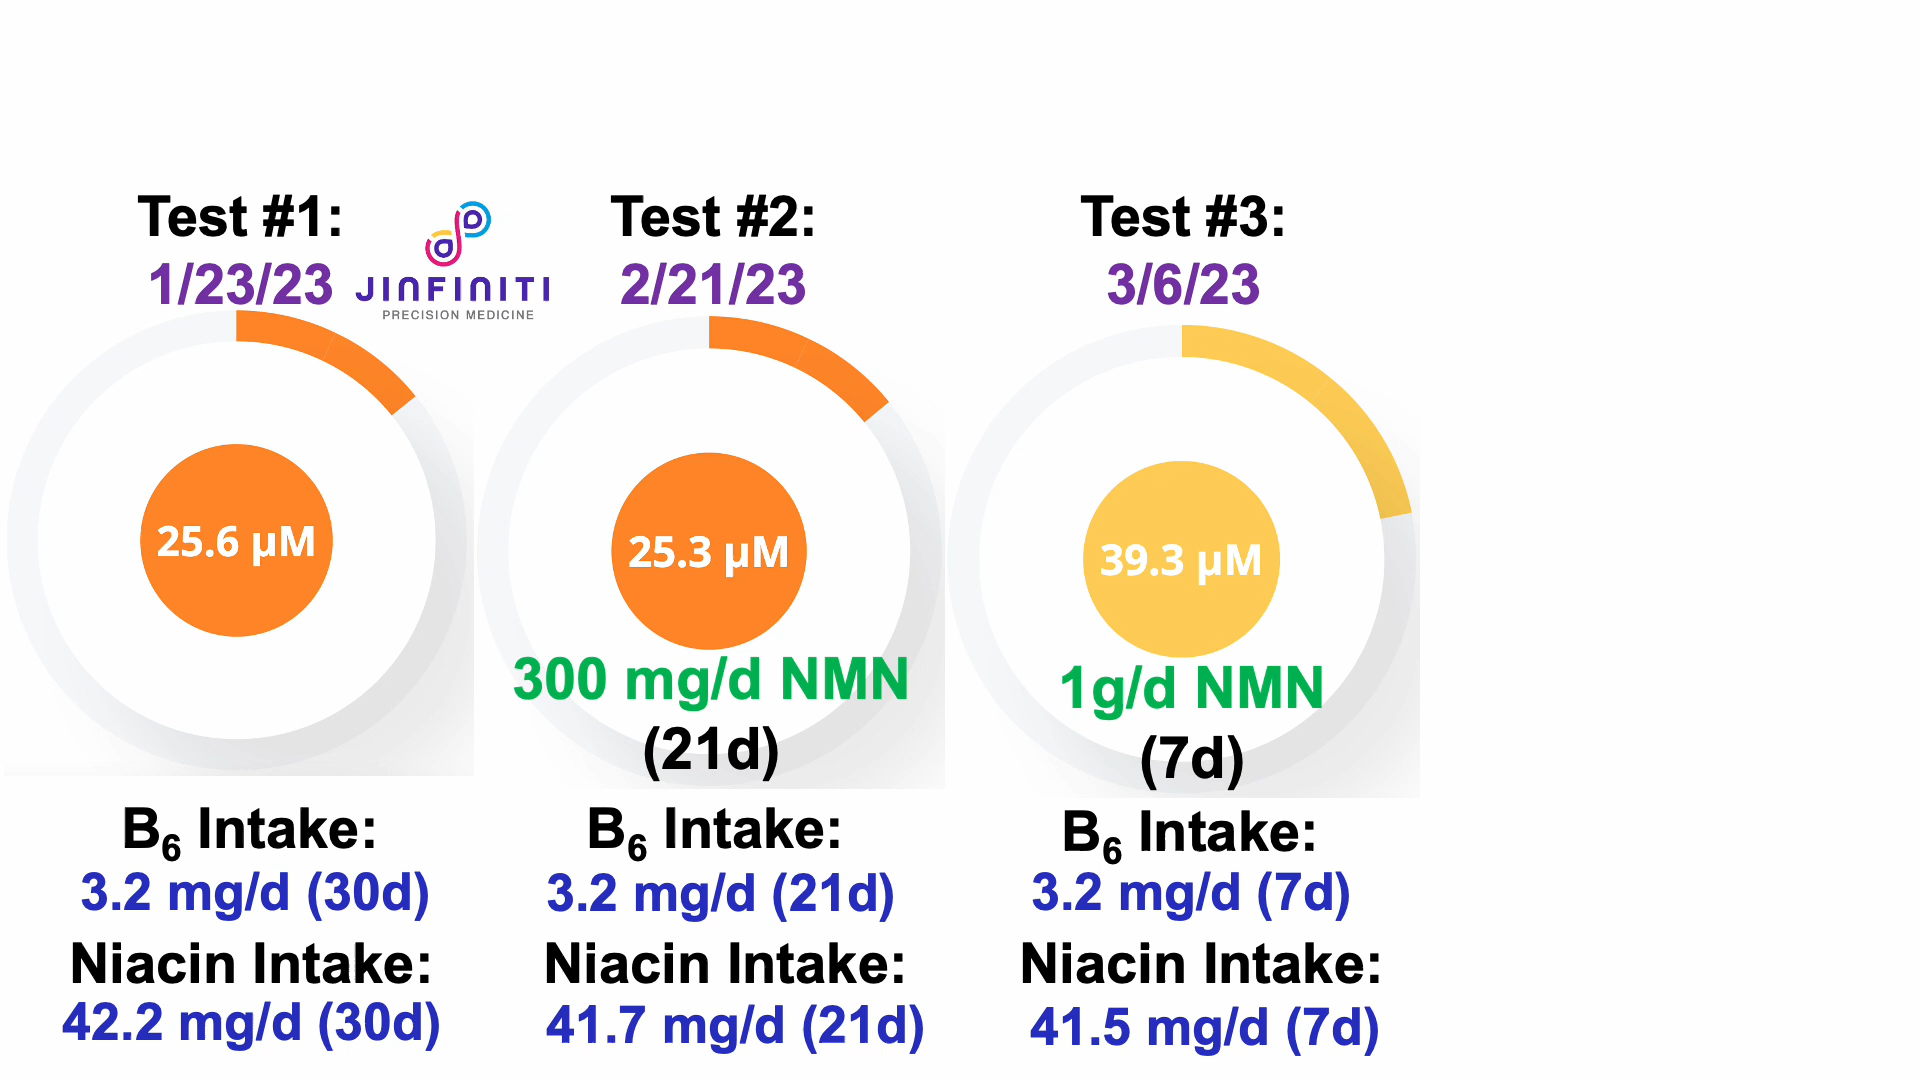 Test #1:
1/23/23
JINFINITI
PRECISION MEDICINE
25.6 µM
B6 Intake:
3.2 mg/d (30d)
Niacin Intake:
42.2 mg/d (30d)
Test #2:
2/21/23
25.3 µM
300 mg/d NMN
(21d)
B6 Intake:
3.2 mg/d (21d)
Niacin Intake:
41.7 mg/d (21d)
Test #3:
3/6/23
39.3 µM
1g/d NMN
(7d)
B6 Intake:
3.2 mg/d (7d)
Niacin Intake:
41.5 mg/d (7d)